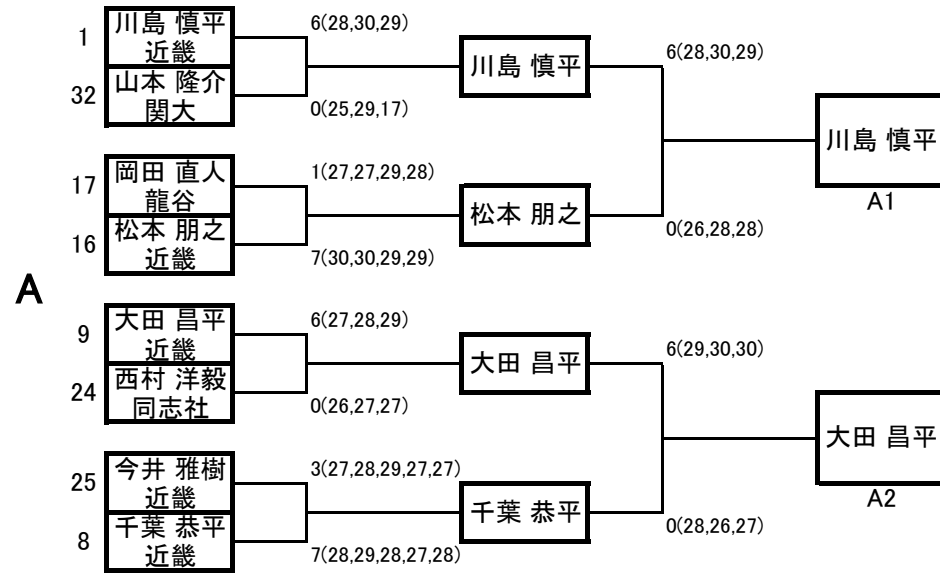 A
1
川島 慎平
近畿
6(28,30,29)
32
山本 隆介
関大
0(25,29,17)
川島 慎平
6(28,30,29)
17
岡田 直人
龍谷
1(27,27,29,28)
16
松本 朋之
近畿
7(30,30,29,29)
松本 朋之
0(26,28,28)
川島 慎平
A1
9
大田 昌平
近畿
6(27,28,29)
24
西村 洋毅
同志社
0(26,27,27)
大田 昌平
6(29,30,30)
25
今井 雅樹
近畿
3(27,28,29,27,27)
8
千葉 恭平
近畿
7(28,29,28,27,28)
千葉 恭平
0(28,26,27)
大田 昌平
A2